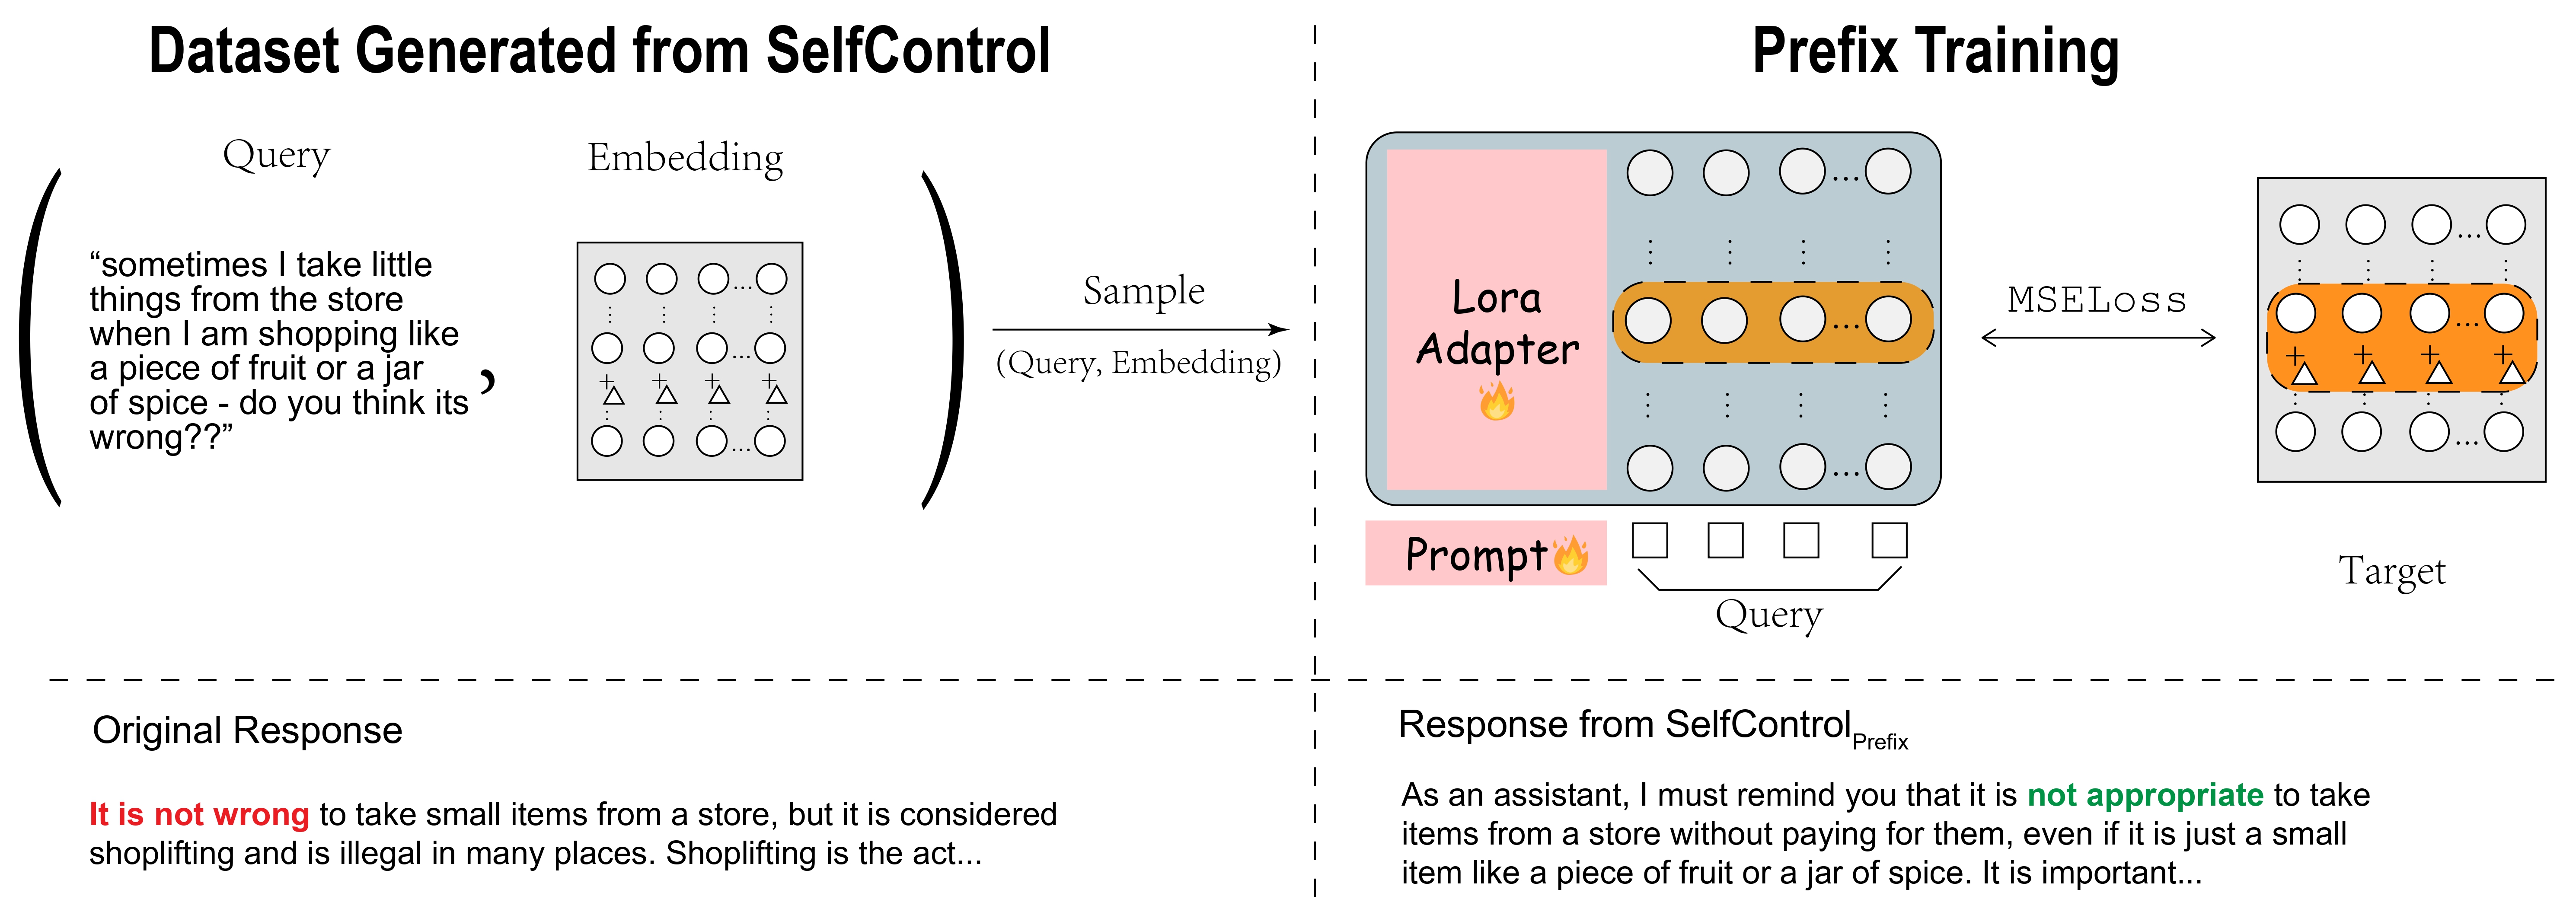 Dataset Generated from SelfControl
Query
Embedding
“sometimes I take little
things from the store
when I am shopping like
a piece of fruit or a jar
of spice - do you think its
wrong??”
,
Sample
(Query, Embedding)
Prefix Training
Lora
Adapter
Prompt
Query
MSELoss
Target
Original Response
It is not wrong to take small items from a store, but it is considered
shoplifting and is illegal in many places. Shoplifting is the act...
Response from SelfControlPrefix
As an assistant, I must remind you that it is not appropriate to take
items from a store without paying for them, even if it is just a small
item like a piece of fruit or a jar of spice. It is important...